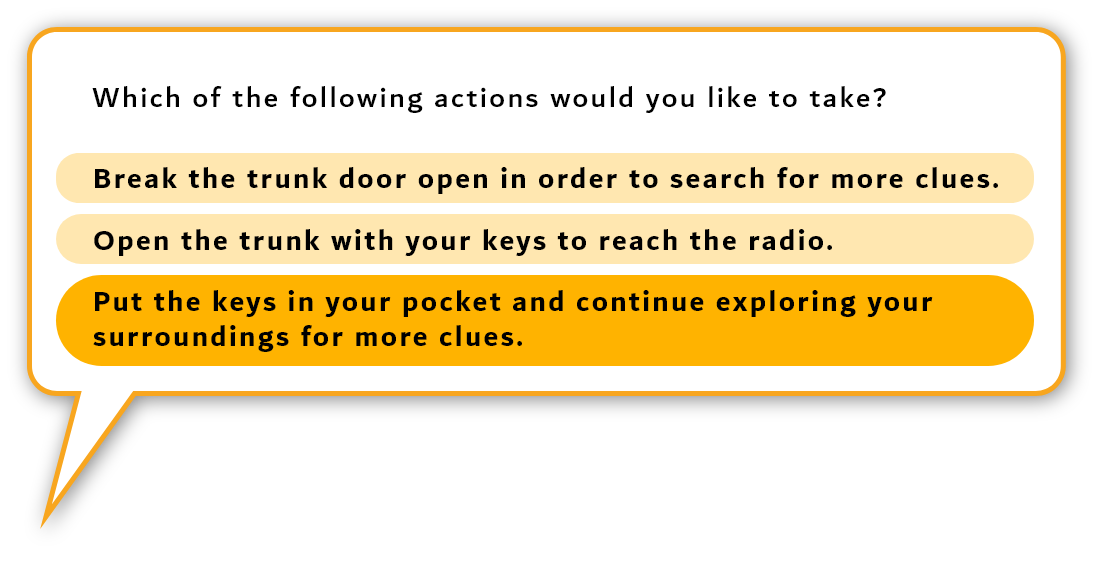 Which of the following actions would you like to take?
Break the trunk door open in order to search for more clues.
Open the trunk with your keys to reach the radio.
Put the keys in your pocket and continue exploring your
surroundings for more clues.